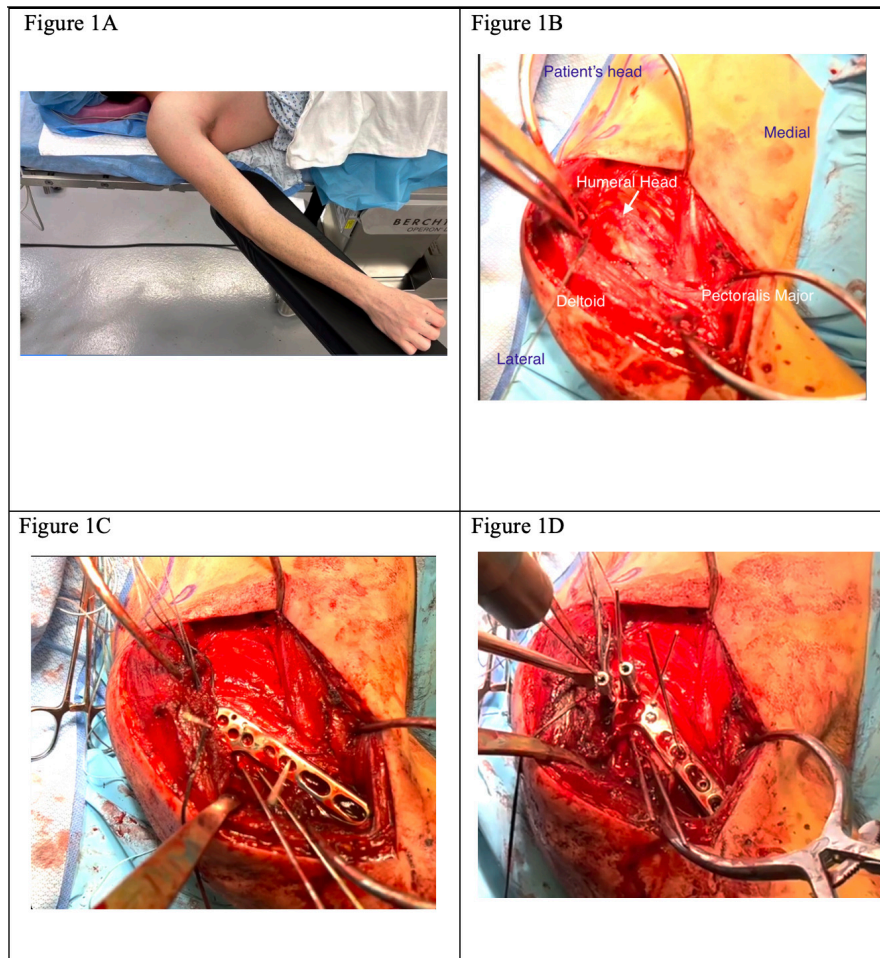 Figure 1A
Figure 1B
Patient's head
Medial
Humeral Head
Deltoid
Pectoralis Major
Lateral
BERCHT
OPERON
Figure 1C
Figure 1D